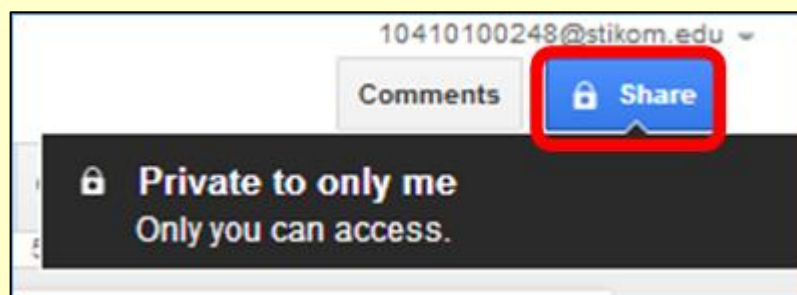 10410100248@stikom.edu
Comments
Share
Private to only me
Only you can access.